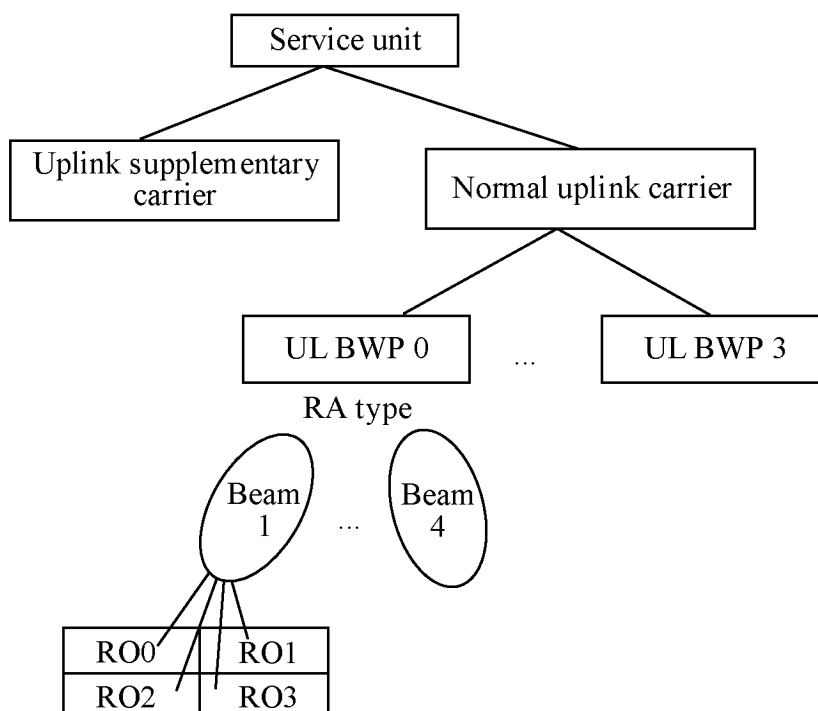 Service unit
Uplink supplementary
carrier
Normal uplink carrier
UL BWP 0
...
UL BWP 3
RA type
Beam
1
...
Beam
4
RO0
RO1
RO2
RO3